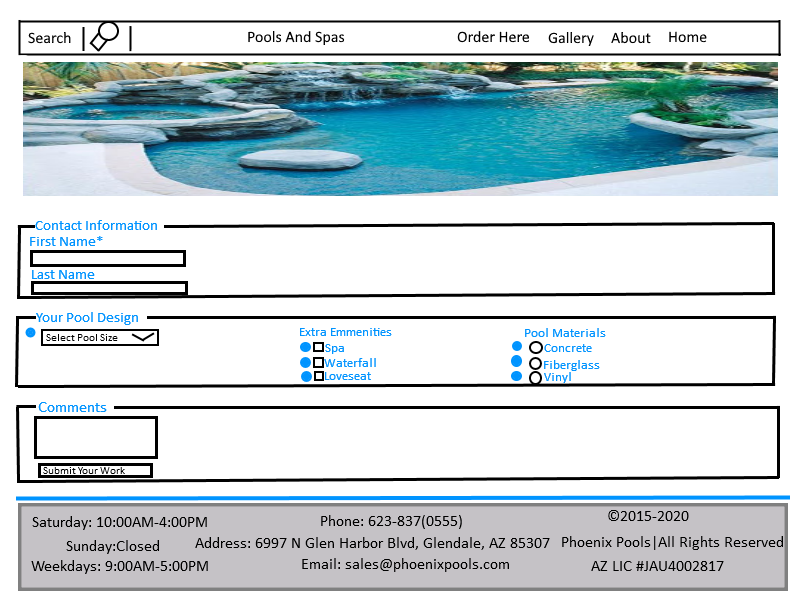 Search
Pools And Spas
Order Here
Gallery
About
Home
Contact Information
First Name*
Last Name
Your Pool Design
Select Pool Size
Extra Emmenities
Spa
Waterfall
Loveseat
Pool Materials
Concrete
Fiberglass
Vinyl
Comments
Submit Your Work
Saturday: 10:00AM-4:00PM
Sunday:Closed
Weekdays: 9:00AM-5:00PM
Phone: 623-837(0555)
Address: 6997 N Glen Harbor Blvd, Glendale, AZ 85307
Email: sales@phoenixpools.com
©2015-2020
Phoenix Pools|All Rights Reserved
AZ LIC #JAU4002817